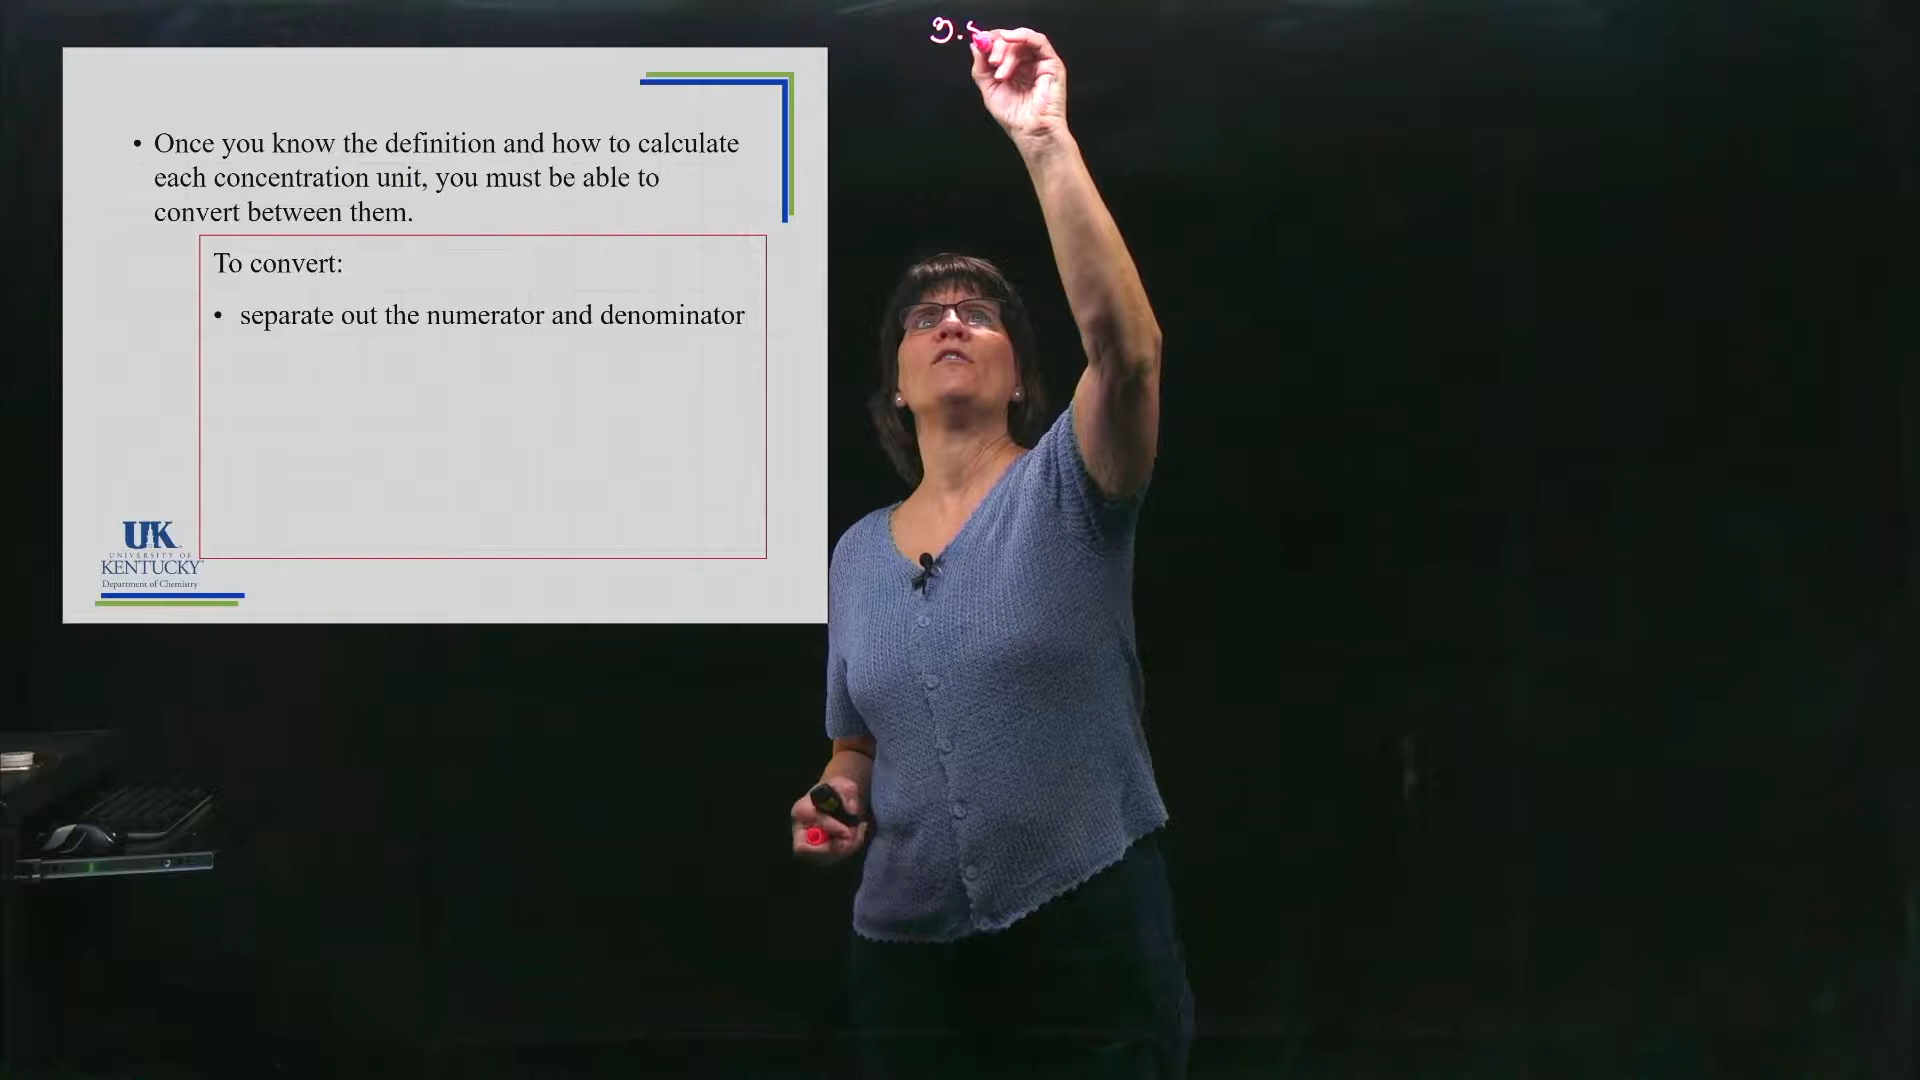 3.
• Once you know the definition and how to calculate
each concentration unit, you must be able to
convert between them.
To convert:
• separate out the numerator and denominator
UK
UNIVERSITY OF
KENTUCKY
Department of Chemistry